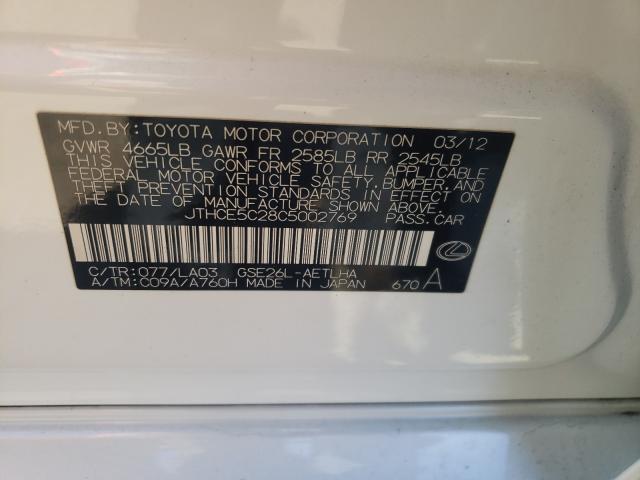 MFD.BY:TOYOTA MOTOR CORPORATION 03/12
GVWR 4665LB GAWR FR 2585LB RR 2545LB
THIS VEHICLE CONFORMS TO ALL APPLICABLE
FEDERAL MOTOR VEHICLE SAFETY,BUMPER,AND
THEFT PREVENTION STANDARDS IN EFFECT ON
THE DATE OF MANUFACTURE SHOWN ABOVE.
JTHCE5C28C5002769 PASS.CAR
C/TR:077/LA03 GSE26L-AETLHA
A/TM:C09A/A760H MADE IN JAPAN 670 A